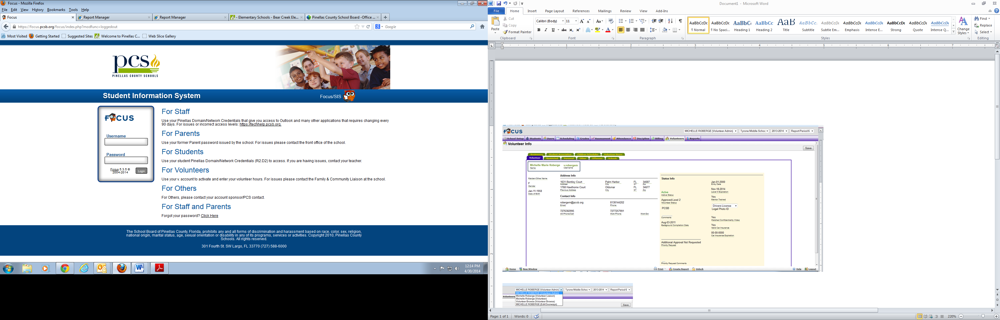 Focus - Mozilla Firefox
File Edit View History Bookmarks Tools Help
Focus
Report Manager
Report Manager
- Elementary Schools - Bear Creek Ele...
Pinellas County School Board -Office ...
https://focus.pcsb.org/focus/index.php?modfunc=loggedout
Google
Most Visited Getting Started Suggested Sites Welcome to Pinellas C... Web Slice Gallery
pcs
PINELLAS COUNTY SCHOOLS
Student Information System
Focus/SIS
FOCUS
Username
Password
Focus 5.3.5 ©
2004-2014
Login
For Staff
Use your Pinellas Domain/Network Credentials that give you access to Outlook and many other applications that requires changing every
90 days. For issues or incorrect access levels: https://techhelp.pcsb.org.
For Parents
Use your former Parent password issued by the school. For issues please contact the front office of the school.
For Students
Use your student Pinellas Domain/Network Credentials (R2.D2) to access. If you are having issues, contact your teacher.
For Volunteers
Use your v. account to activate and enter your volunteer hours. For issues please contact the Family & Community Liaison at the school.
For Others
For Others, please contact your account sponsor/PCS contact.
For Staff and Parents
Forgot your password? Click Here
The School Board of Pinellas County, Florida, prohibits any and all forms of discrimination and harassment based on race, color, sex, religion,
national origin, marital status, age, sexual orientation or disability in any of its programs, services or activities. Copyright 2010, Pinellas County
Schools. All rights reserved.
301 Fourth St. SW Largo, FL 33770 (727) 588-6000
12:14 PM
4/30/2014
Document1 - Microsoft Word
File Home Insert Page Layout References Mailings Review View Add-Ins
Paste
Cut
Copy
Format Painter
Clipboard
Calibri (Body) 11
Font
Paragraph
AaBbCcDc AaBbCcDc AaBbC AaBbCc AaB AaBbCc. AaBbCcDc AaBbCcDc AaBbCcDc AaBbCcDc AaBbCcDc AaBbCcDc
¶ Normal ¶ No Spaci... Heading 1 Heading 2 Title Subtitle Subtle Em... Emphasis Intense E... Strong Quote Intense Q...
Change
Styles
Styles
Find
Replace
Select
Editing
1 2 3 4 5 6 7
FOCUS
MICHELLE ROBERGE (Volunteer Admin) Tyrone Middle Schoc 2013-2014 Report Period 6
School Setup Students Users Scheduling Grades Assessment Attendance Discipline Billing Volunteers Reports
Volunteer Info
Save
Businesses Student Association Children Schedules Volunteer Hours
Volunteer Restricted Personal Other Offenses Schools
Michelle Marie Roberge v.robergem
Name Username
Maiden/Other Name
F
Gender
Jan-11-1958
Date of Birth
Address Info
1631 Bentley Court Palm Harbor FL 34687
Address City ST Zip
1768 Hawthorne Court Oldsmar FL 34677
Previous Address City ST Zip
Contact Info
robergem@pcsb.org 8138144202
Email Phone
7276382995 7277257991
Alt Phone/Cell Work Phone Work Ext
Status Info
Active
Active Status
Approved-Level 2
Volunteer Status
PCSB
Comments
Aug-03-2011
Background Completion Date
Additional Approval Not Requested
Priority Request
Priority Request Comments
Jan-01-2000
Entry Date
Nov-18-2014
Level II Expiration
Yes
Mentor Trained
Drivers License
Legal Photo ID
Yes
Watched Confidentiality Video
Yes
Valid Car Insurance
00-00-0000
Car Insurance Expiration
Home New Window Print Create Report Unlock Help Logout
MICHELLE ROBERGE (Volunteer Admin) Tyrone Middle Schoc 2013-2014 Report Period 6
MICHELLE ROBERGE (Volunteer Admin)
Volunteers Michelle Roberge (Volunteer Liaison)
Michelle Roberge (Volunteer)
Volunteer Browse (Volunteer Browse)
MICHELLE ROBERGE (Edit Doorways)
Save
Page: 1 of 1 Words: 0
220%